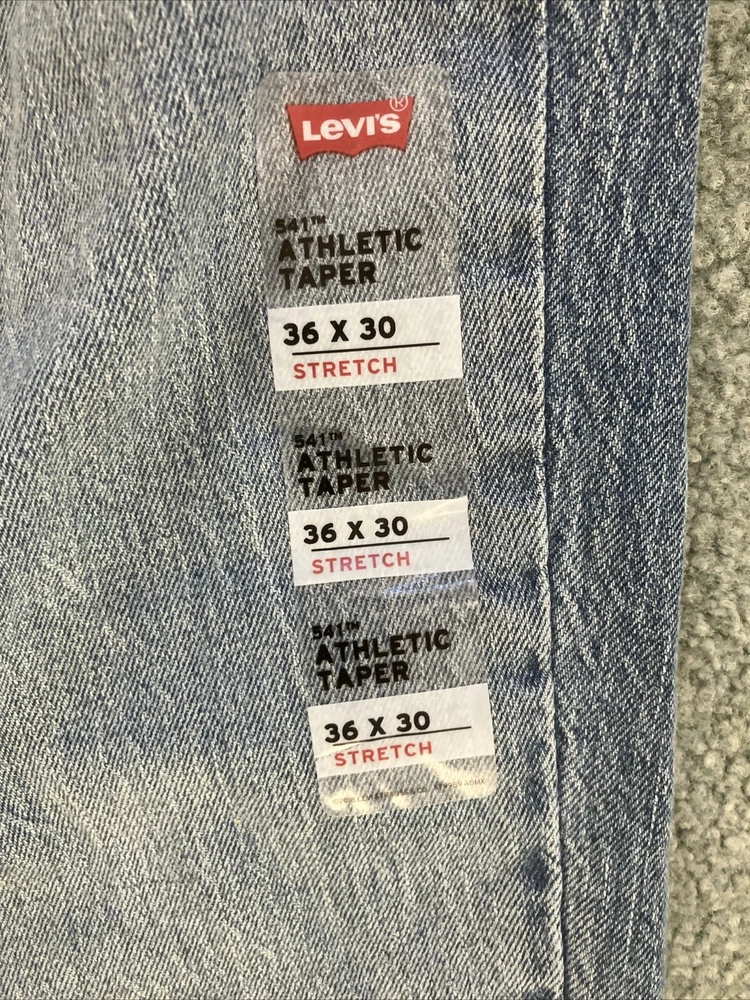 LEVI'S®
541™
ATHLETIC
TAPER
36 X 30
STRETCH
541™
ATHLETIC
TAPER
36 X 30
STRETCH
541™
ATHLETIC
TAPER
36 X 30
STRETCH